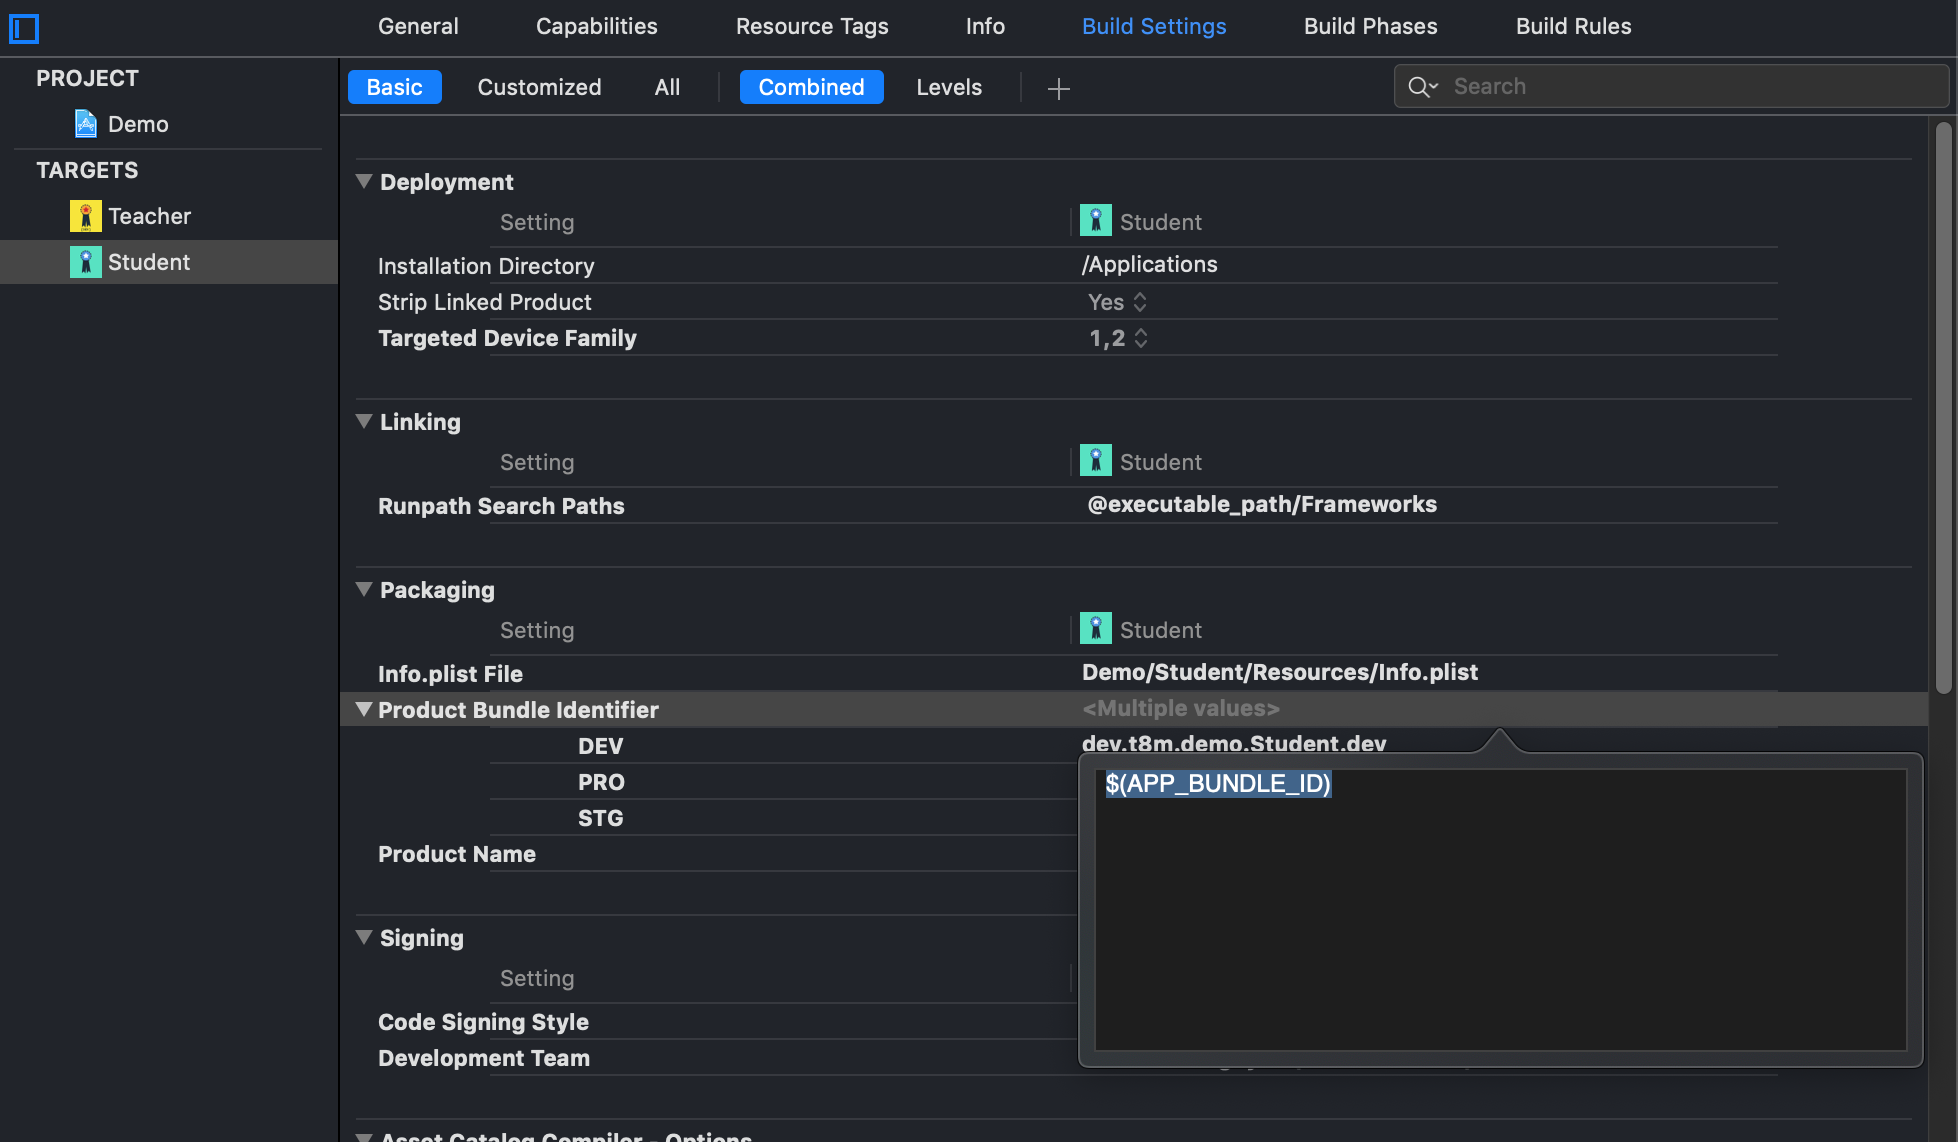 General Capabilities Resource Tags Info Build Settings Build Phases Build Rules
PROJECT
Demo
TARGETS
Teacher
Student
Basic Customized All Combined Levels Search
Deployment
Setting Student
Installation Directory /Applications
Strip Linked Product Yes
Targeted Device Family 1,2
Linking
Setting Student
Runpath Search Paths @executable_path/Frameworks
Packaging
Setting Student
Info.plist File Demo/Student/Resources/Info.plist
Product Bundle Identifier <Multiple values>
DEV dev.t8m.demo.Student.dev
PRO $(APP_BUNDLE_ID)
STG
Product Name
Signing
Setting
Code Signing Style
Development Team
Asset Catalog Compiler - Options